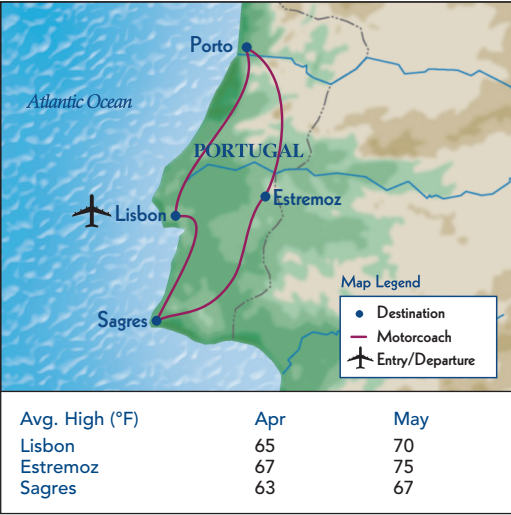 Porto
Atlantic Ocean
PORTUGAL
Estremoz
Lisbon
Sagres
Map Legend
Destination
Motorcoach
Entry/Departure
Avg. High (°F) Apr May
Lisbon 65 70
Estremoz 67 75
Sagres 63 67